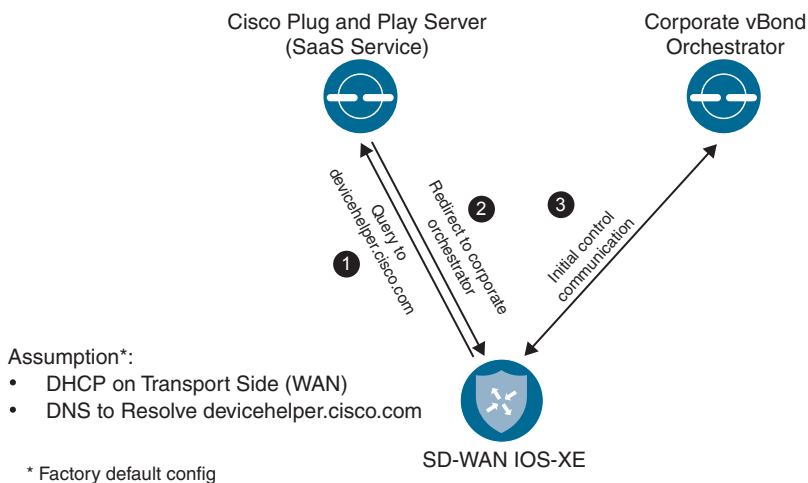 Cisco Plug and Play Server
(SaaS Service)
Corporate vBond
Orchestrator
1
Query to
devicehelper.cisco.com
2
Redirect to corporate
orchestrator
3
Initial control
communication
Assumption*:
• DHCP on Transport Side (WAN)
• DNS to Resolve devicehelper.cisco.com
* Factory default config
SD-WAN IOS-XE